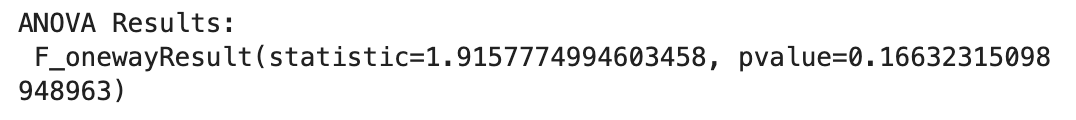 ANOVA Results:
F_onewayResult(statistic=1.9157774994603458, pvalue=0.16632315098
948963)